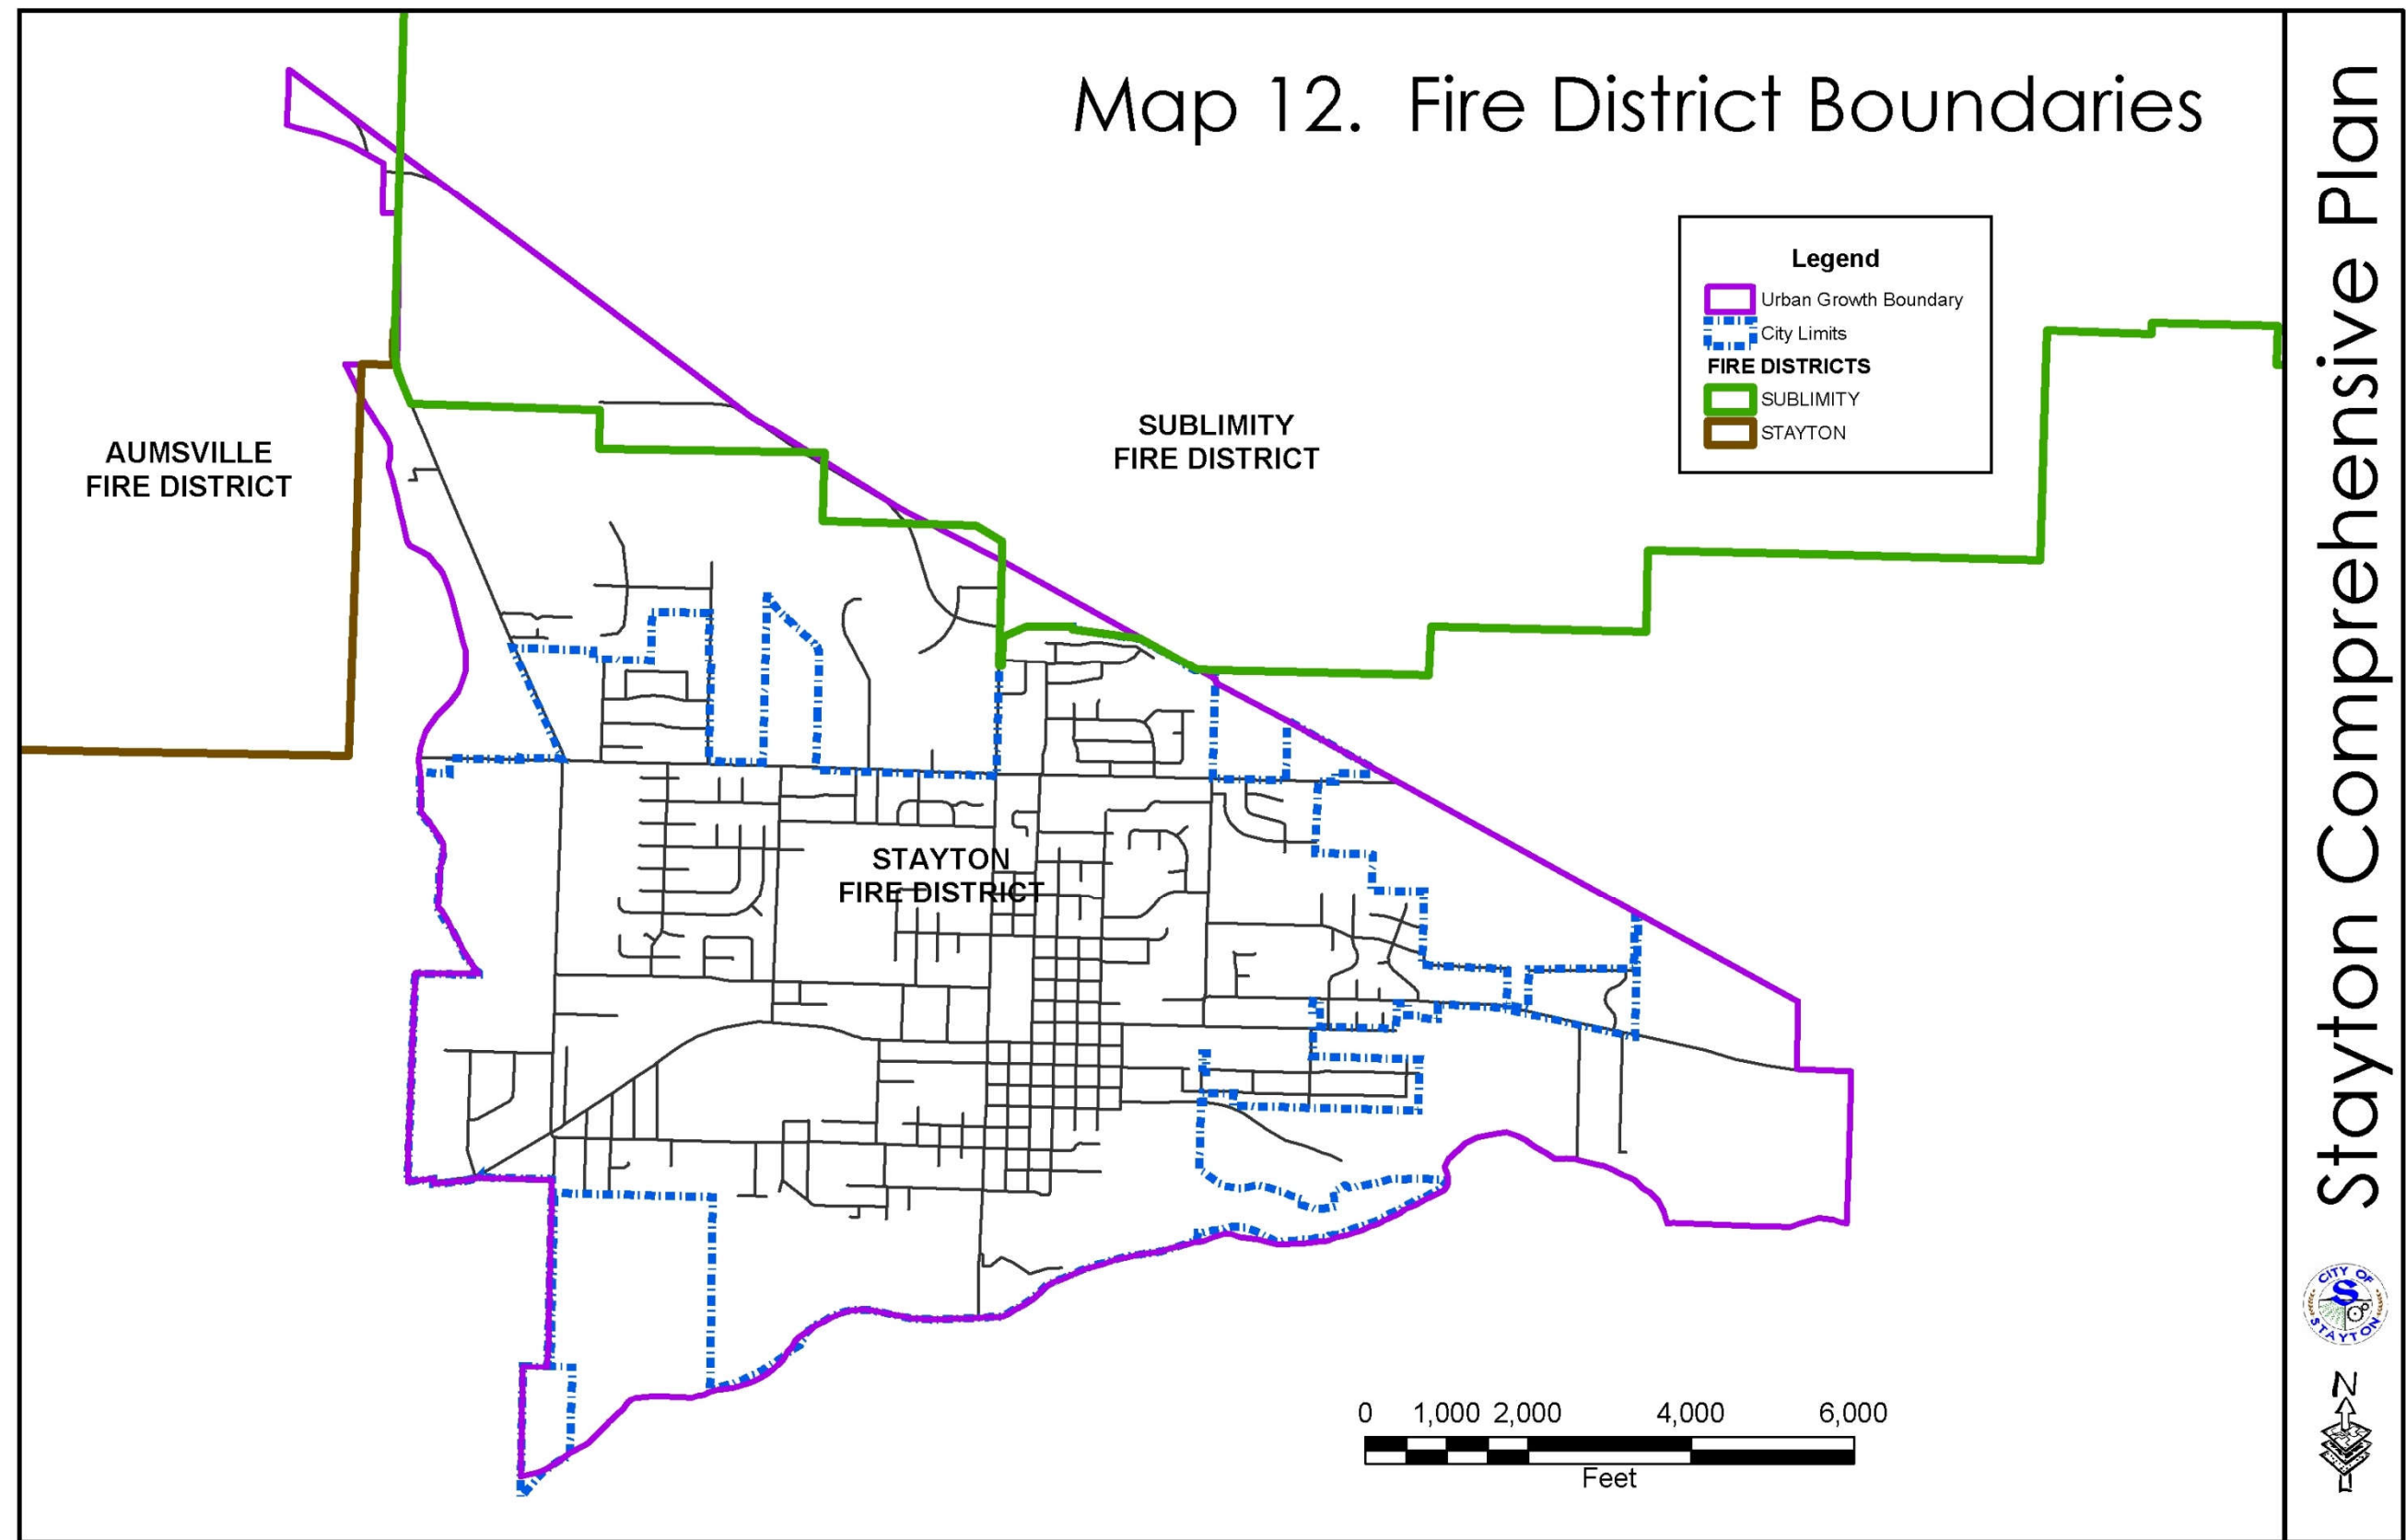 Map 12. Fire District Boundaries
Legend
Urban Growth Boundary
City Limits
FIRE DISTRICTS
SUBLIMITY
STAYTON
AUMSVILLE
FIRE DISTRICT
SUBLIMITY
FIRE DISTRICT
STAYTON
FIRE DISTRICT
0 1,000 2,000 4,000 6,000
Feet
Stayton Comprehensive Plan
CITY OF
S
STAYTON
N